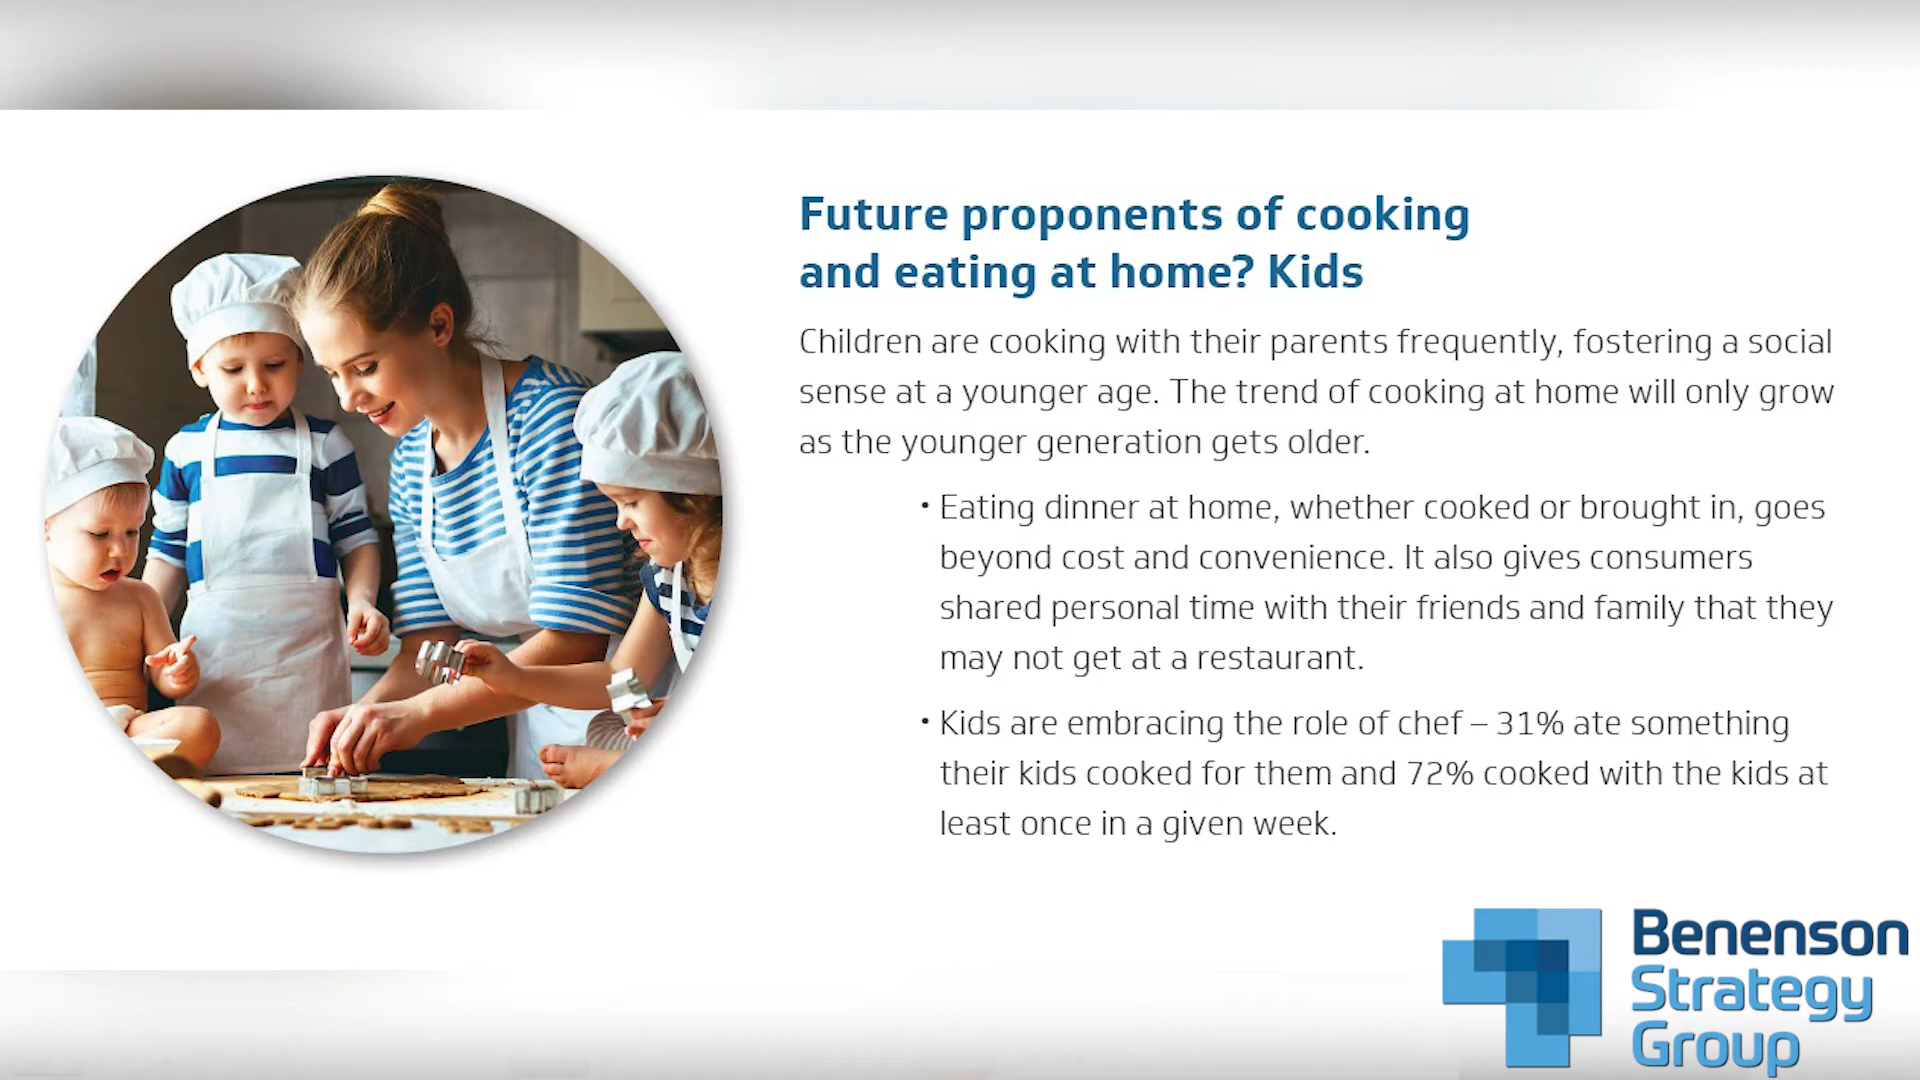 Future proponents of cooking
and eating at home? Kids
Children are cooking with their parents frequently, fostering a social
sense at a younger age. The trend of cooking at home will only grow
as the younger generation gets older.
• Eating dinner at home, whether cooked or brought in, goes
beyond cost and convenience. It also gives consumers
shared personal time with their friends and family that they
may not get at a restaurant.
• Kids are embracing the role of chef – 31% ate something
their kids cooked for them and 72% cooked with the kids at
least once in a given week.
Benenson
Strategy
Group